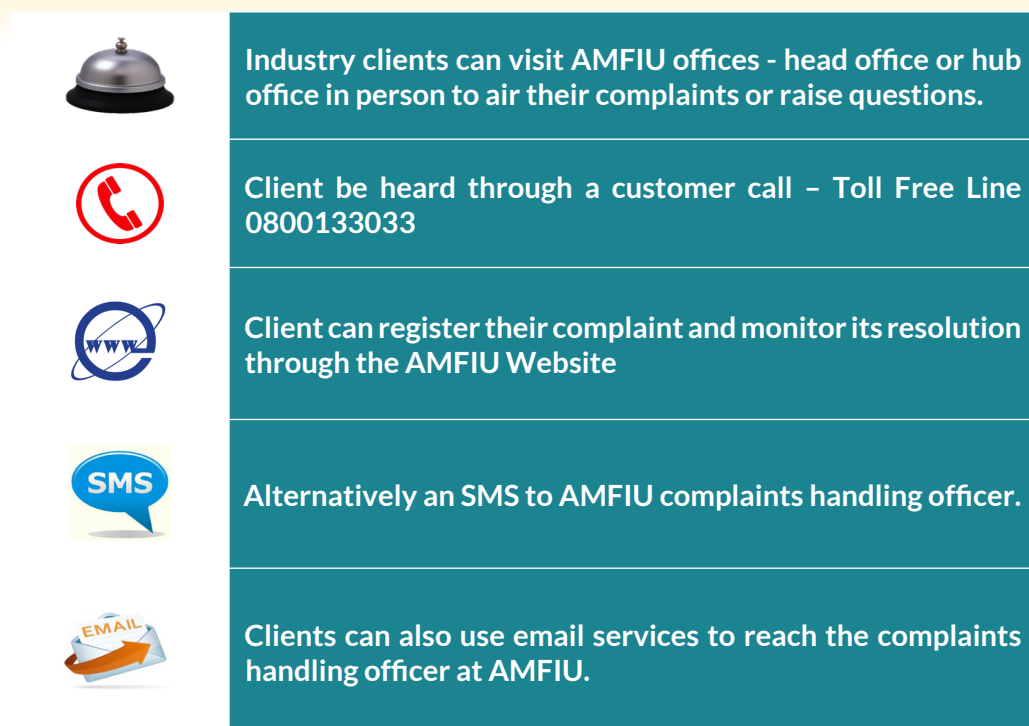 Industry clients can visit AMFIU offices - head office or hub
office in person to air their complaints or raise questions.
Client be heard through a customer call – Toll Free Line
0800133033
www
Client can register their complaint and monitor its resolution
through the AMFIU Website
SMS
Alternatively an SMS to AMFIU complaints handling officer.
EMAIL
Clients can also use email services to reach the complaints
handling officer at AMFIU.